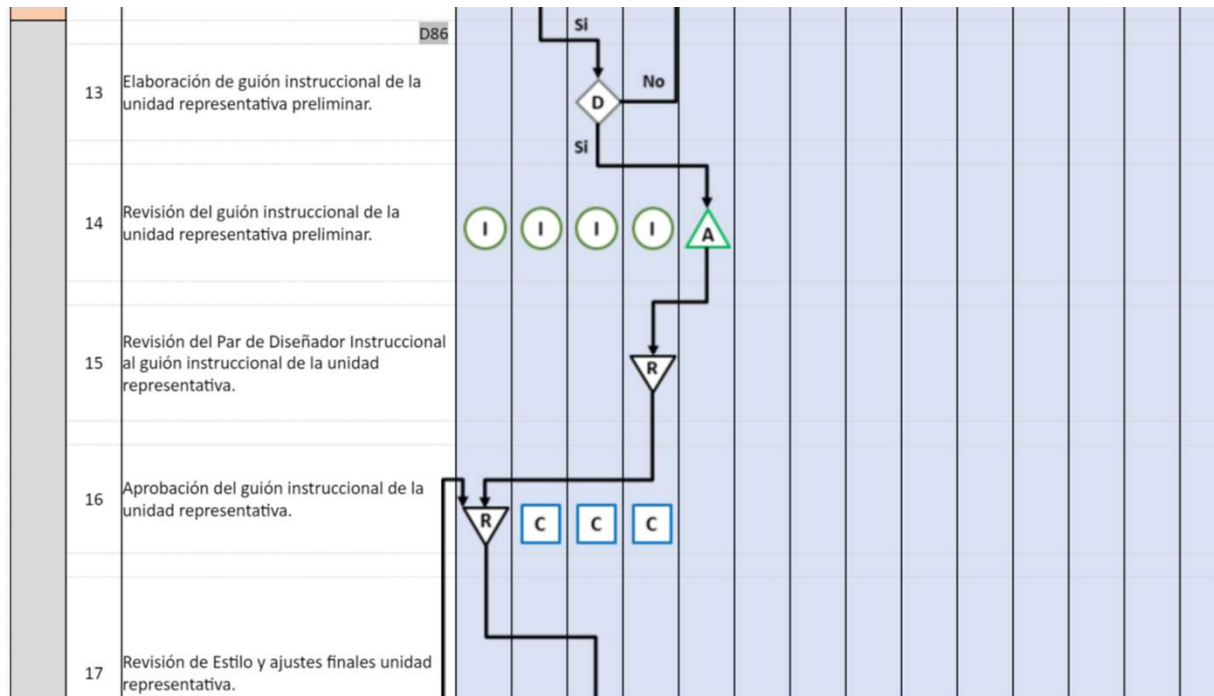 Si
D86
13
Elaboración de guión instruccional de la
unidad representativa preliminar.
No
D
Si
14
Revisión del guión instruccional de la
unidad representativa preliminar.
I I I I A
15
Revisión del Par de Diseñador Instruccional
al guión instruccional de la unidad
representativa.
R
16
Aprobación del guión instruccional de la
unidad representativa.
R C C C
17
Revisión de Estilo y ajustes finales unidad
representativa.